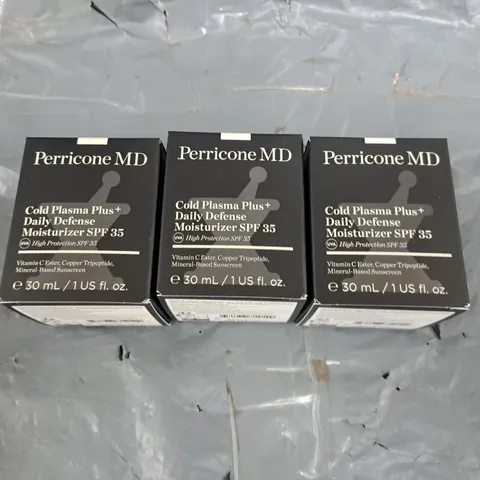 Perricone MD
Cold Plasma Plus+
Daily Defense
Moisturizer SPF 35
UVA High Protection SPF 35
Vitamin C Ester, Copper Tripeptide,
Mineral-Based Sunscreen
℮ 30 mL / 1 US fl. oz.
Perricone MD
Cold Plasma Plus+
Daily Defense
Moisturizer SPF 35
UVA High Protection SPF 35
Vitamin C Ester, Copper Tripeptide,
Mineral-Based Sunscreen
℮ 30 mL / 1 US fl. oz.
Perricone MD
Cold Plasma Plus+
Daily Defense
Moisturizer SPF 35
UVA High Protection SPF 35
Vitamin C Ester, Copper Tripeptide,
Mineral-Based Sunscreen
℮ 30 mL / 1 US fl. oz.